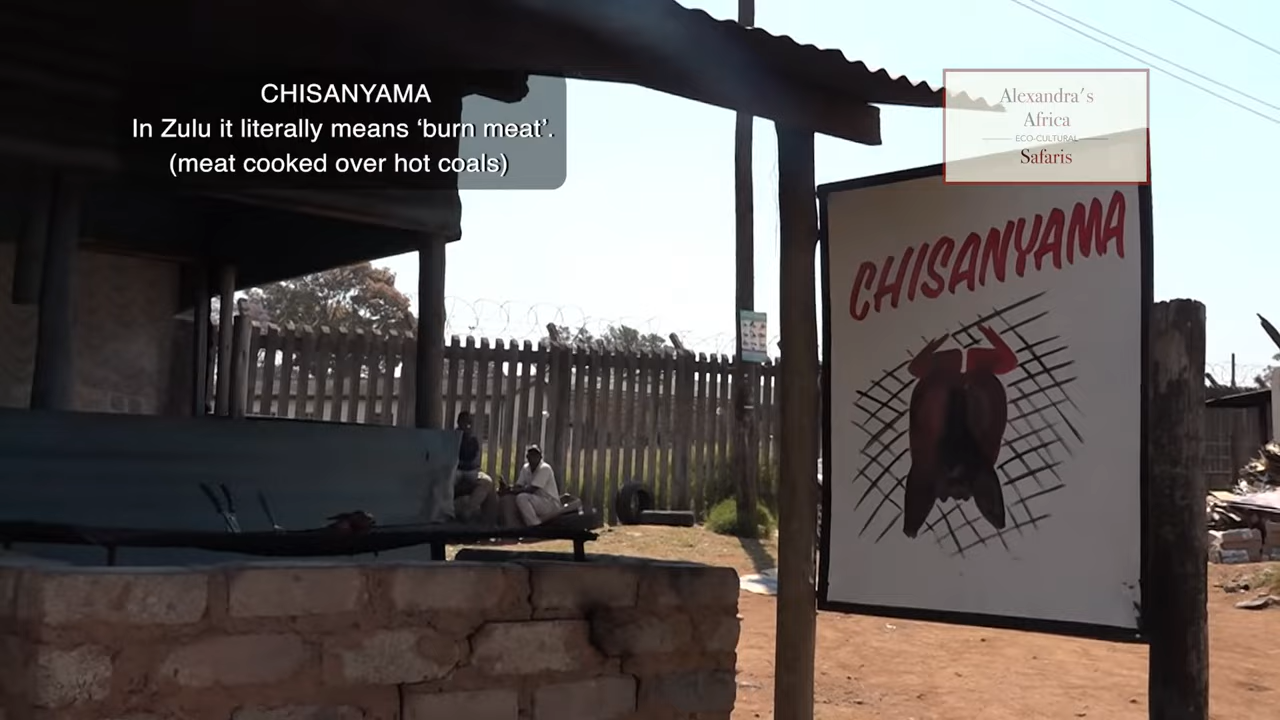 CHISANYAMA
In Zulu it literally means ‘burn meat’.
(meat cooked over hot coals)
Alexandra's
Africa
ECO-CULTURAL
Safaris
CHISANYAMA